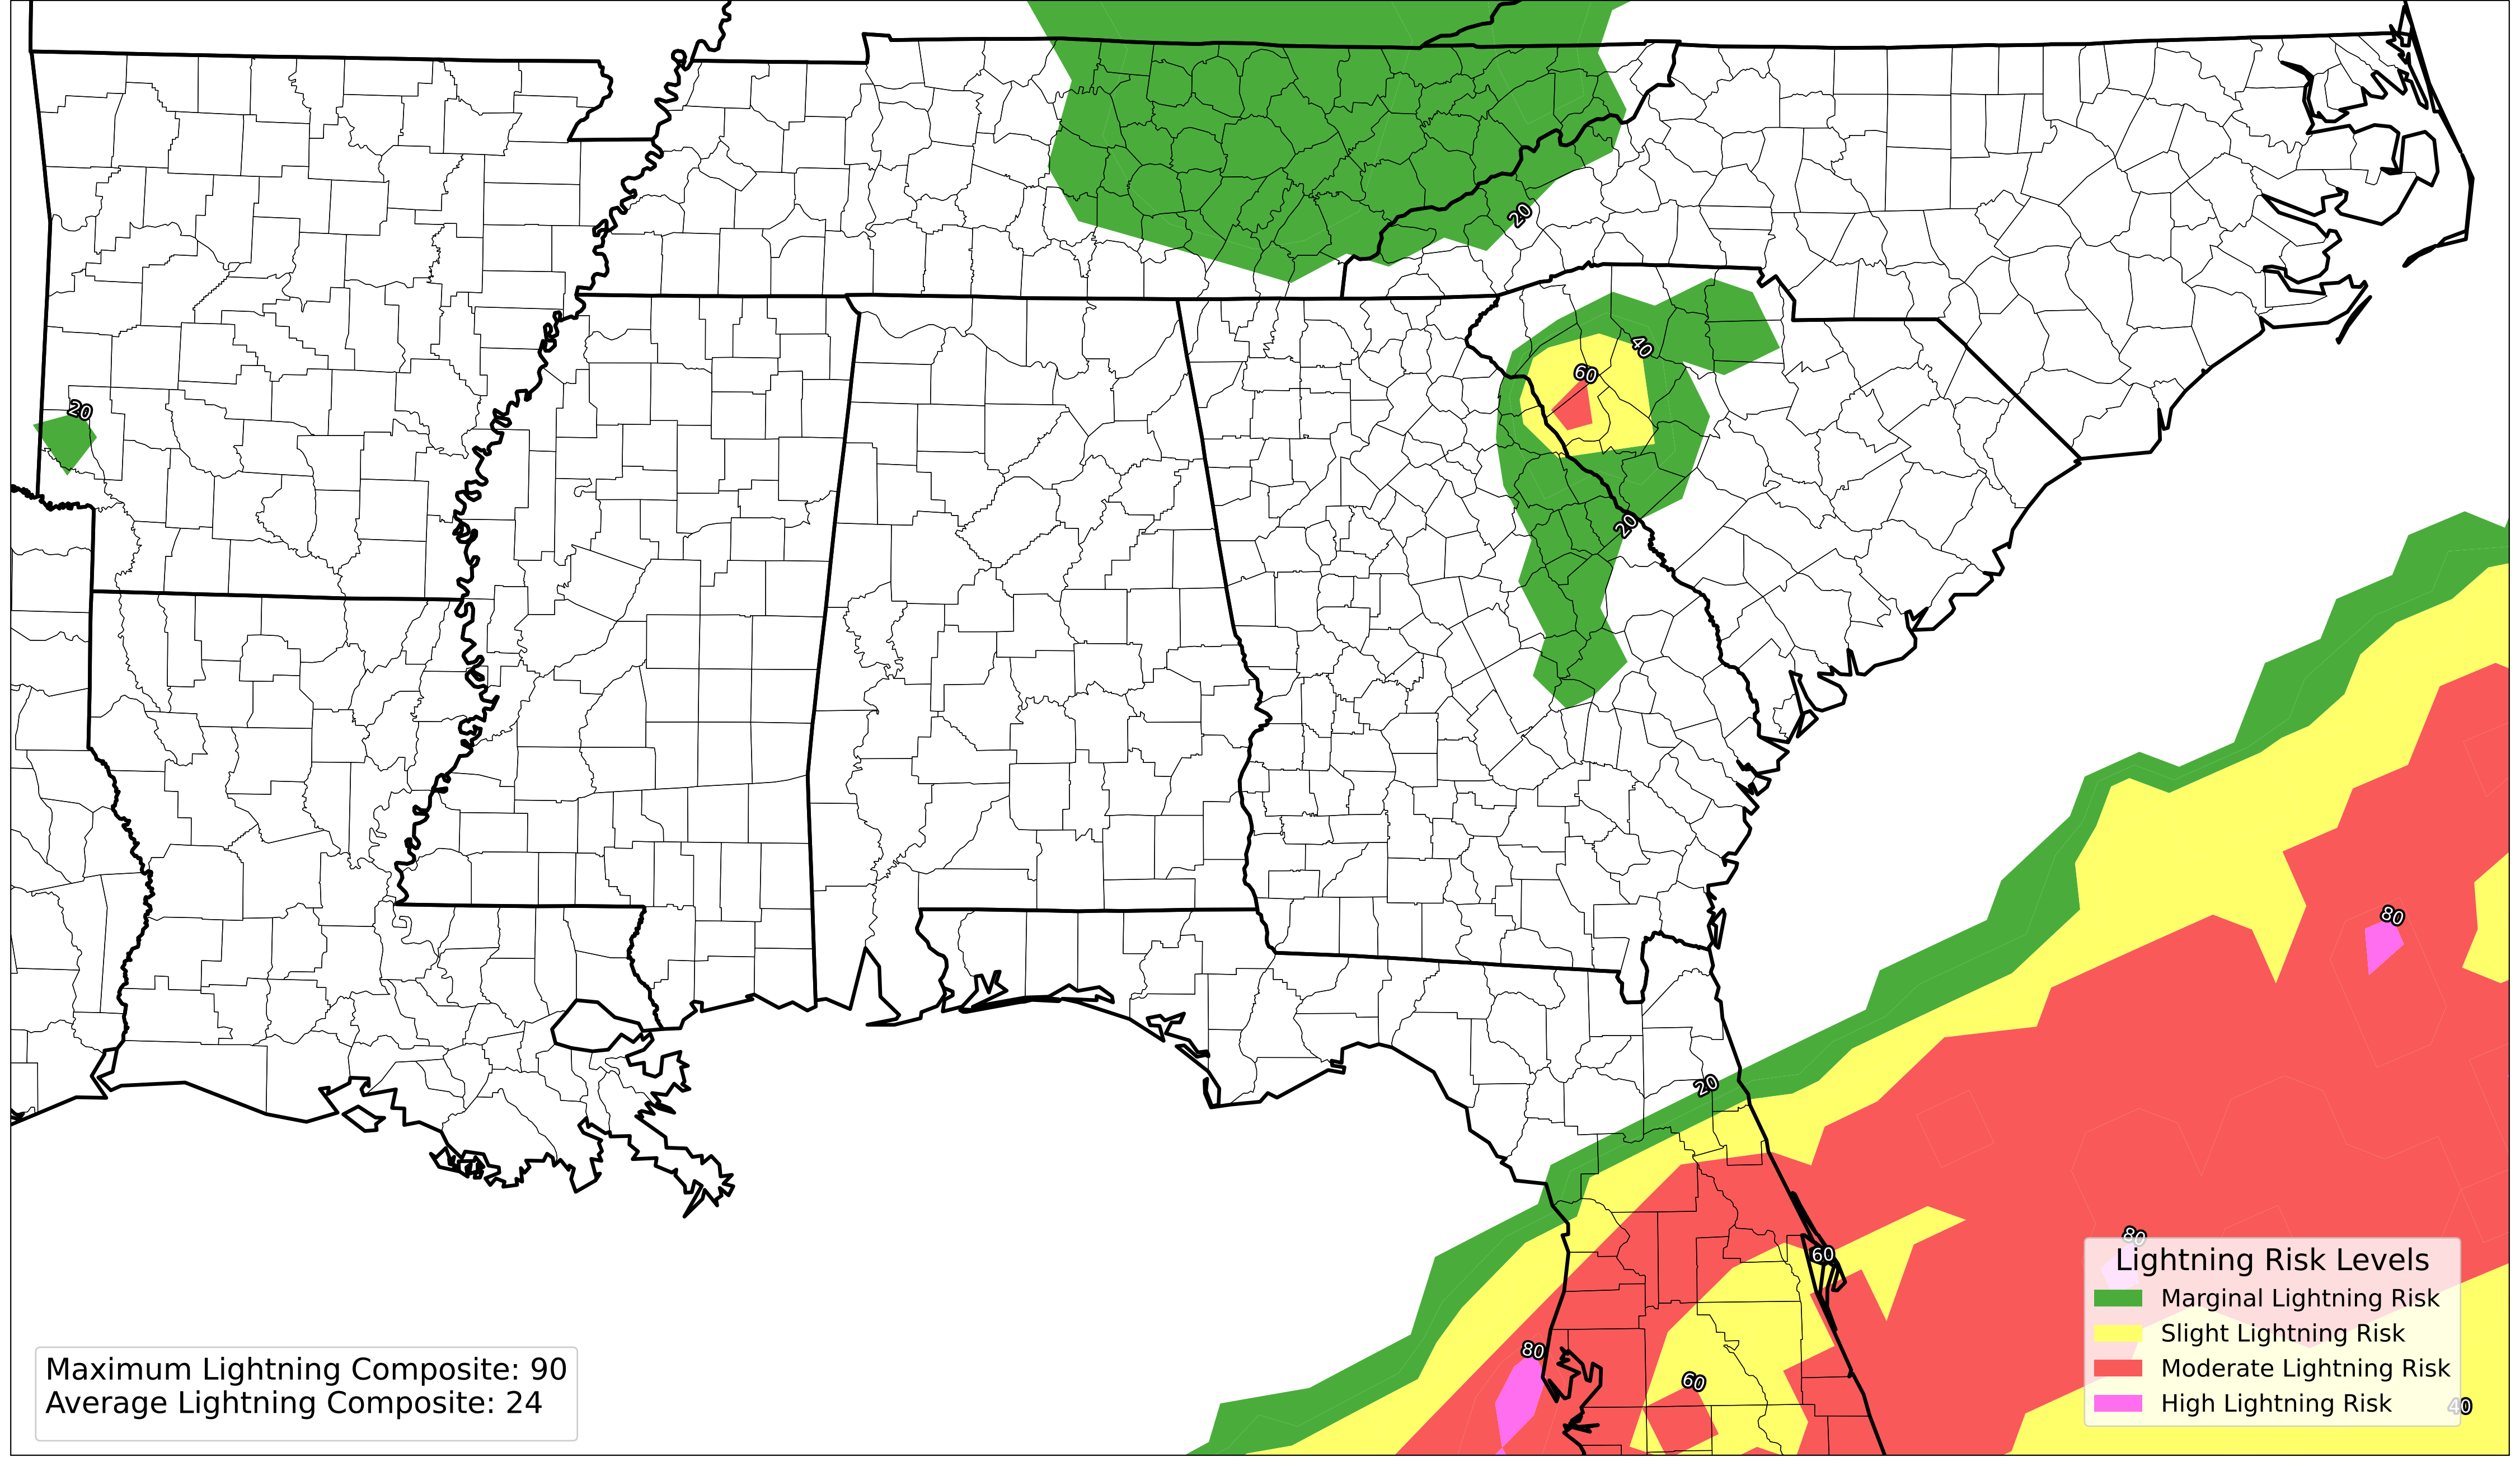 20
20
40
60
20
80
20
80
60
80
60
40
Lightning Risk Levels
Marginal Lightning Risk
Slight Lightning Risk
Moderate Lightning Risk
High Lightning Risk
Maximum Lightning Composite: 90
Average Lightning Composite: 24